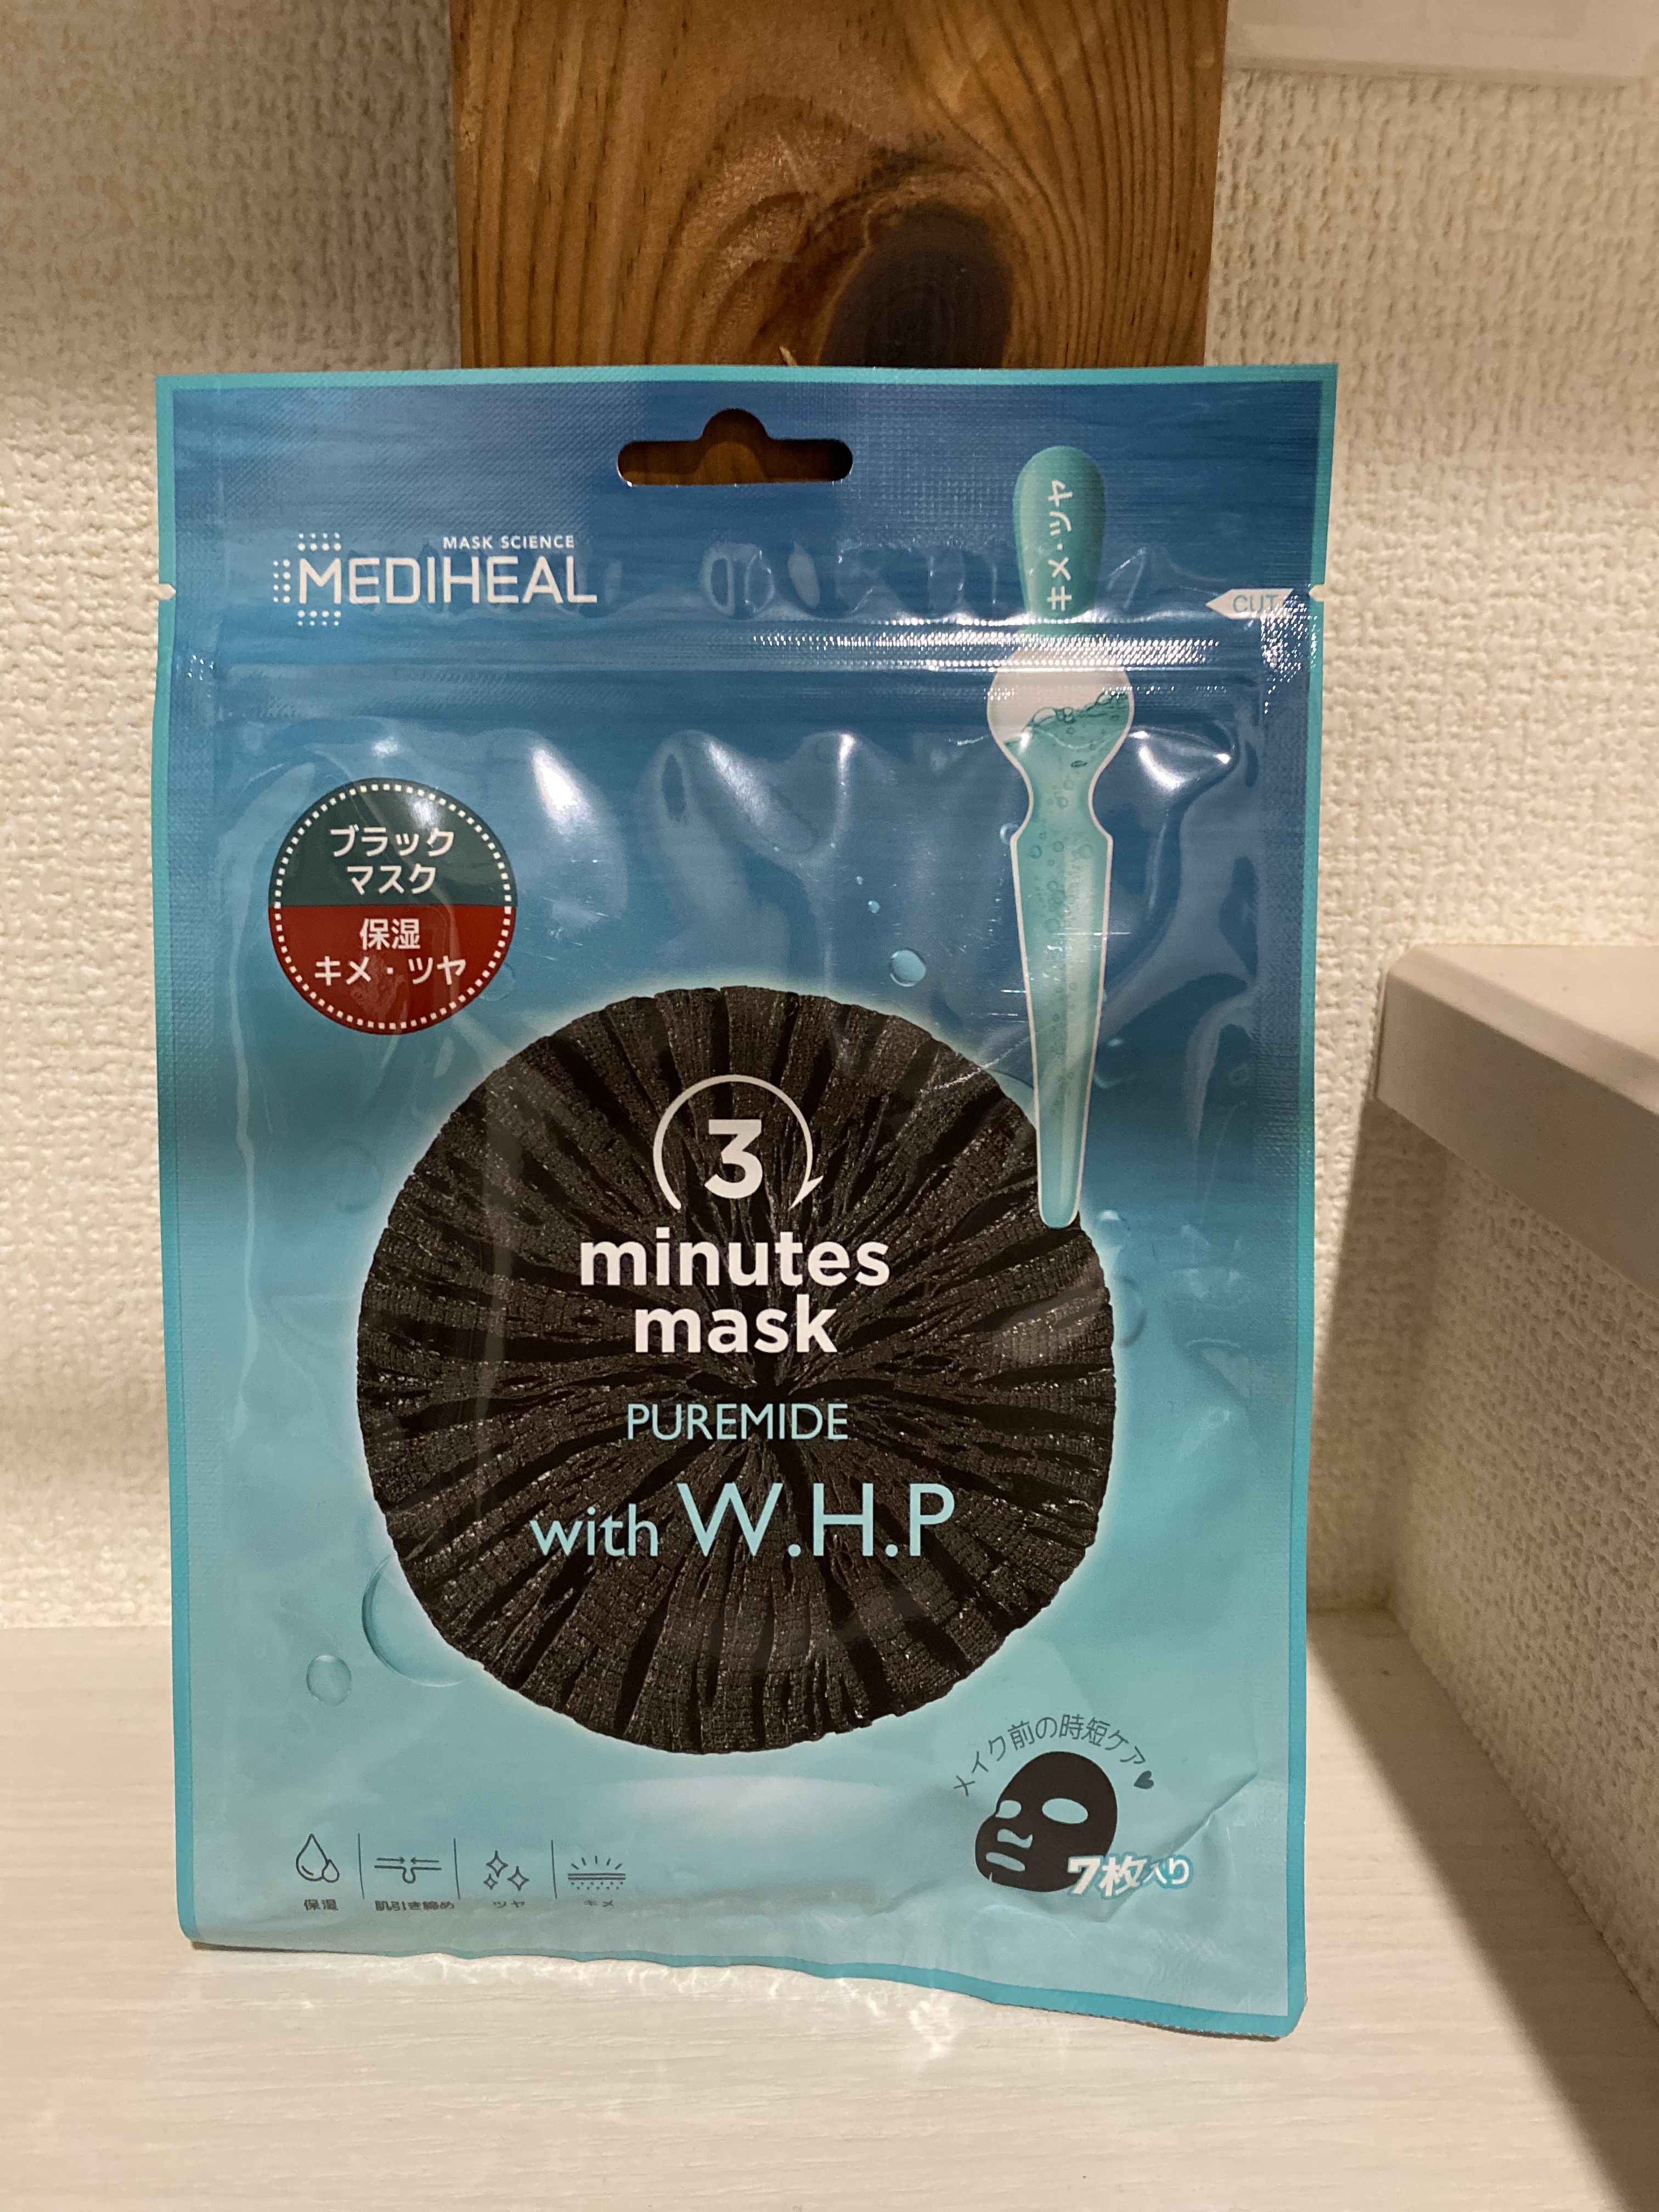 MASK SCIENCE
MEDIHEAL
キメ・ツヤ
CUT
ブラック
マスク
保湿
キメ・ツヤ
3
minutes
mask
PUREMIDE
with W.H.P
メイク前の時短ケア
7枚入り
保湿
肌引き締め
ツヤ
キメ